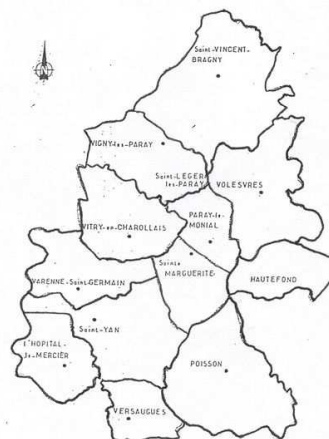 N
Saint-VINCENT-
BRAGNY
VIGNY-les-PARAY
Saint-LÉGER
les-PARAY
VOLESVRES
VITRY-en-CHAROLLAIS
PARAY-le-
MONIAL
Sainte
MARGUERITE
HAUTEFOND
VARENNE-Saint-GERMAIN
Saint-YAN
L'HOPITAL-
le-MERCIER
POISSON
VERSAUGUES